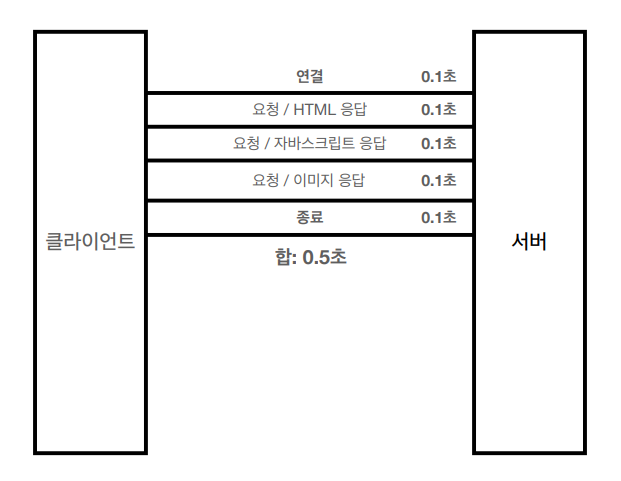 연결 0.1초
요청 / HTML 응답 0.1초
요청 / 자바스크립트 응답 0.1초
요청 / 이미지 응답 0.1초
종료 0.1초
클라이언트
서버
합: 0.5초